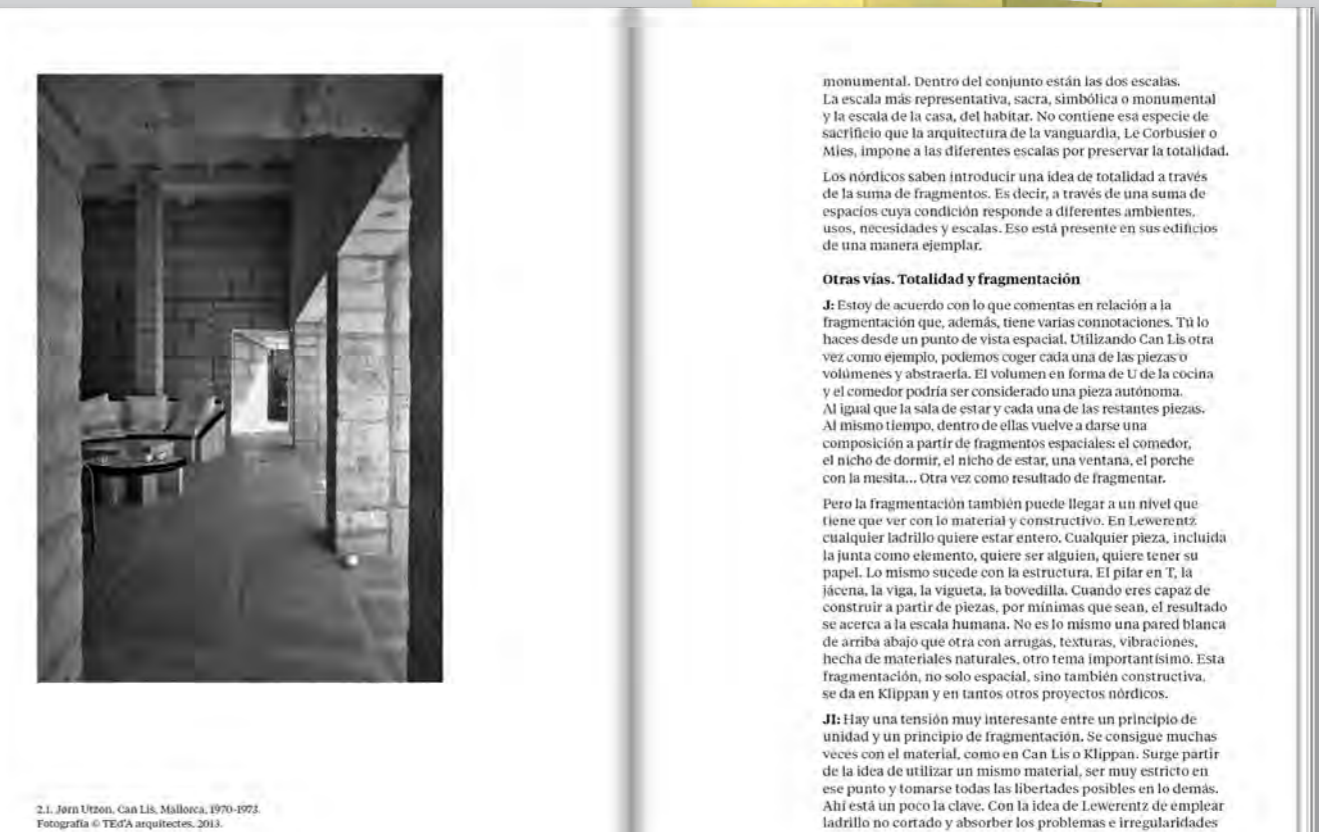 2.1. Jørn Utzon, Can Lis, Mallorca, 1970-1973.
Fotografía © TEd'A arquitectes, 2013.
monumental. Dentro del conjunto están las dos escalas.
La escala más representativa, sacra, simbólica o monumental
y la escala de la casa, del habitar. No contiene esa especie de
sacrificio que la arquitectura de la vanguardia, Le Corbusier o
Mies, impone a las diferentes escalas por preservar la totalidad.
Los nórdicos saben introducir una idea de totalidad a través
de la suma de fragmentos. Es decir, a través de una suma de
espacios cuya condición responde a diferentes ambientes,
usos, necesidades y escalas. Eso está presente en sus edificios
de una manera ejemplar.
Otras vías. Totalidad y fragmentación
J: Estoy de acuerdo con lo que comentas en relación a la
fragmentación que, además, tiene varias connotaciones. Tú lo
haces desde un punto de vista espacial. Utilizando Can Lis otra
vez como ejemplo, podemos coger cada una de las piezas o
volúmenes y abstraerla. El volumen en forma de U de la cocina
y el comedor podría ser considerado una pieza autónoma.
Al igual que la sala de estar y cada una de las restantes piezas.
Al mismo tiempo, dentro de ellas vuelve a darse una
composición a partir de fragmentos espaciales: el comedor,
el nicho de dormir, el nicho de estar, una ventana, el porche
con la mesita... Otra vez como resultado de fragmentar.
Pero la fragmentación también puede llegar a un nivel que
tiene que ver con lo material y constructivo. En Lewerentz
cualquier ladrillo quiere estar entero. Cualquier pieza, incluida
la junta como elemento, quiere ser alguien, quiere tener su
papel. Lo mismo sucede con la estructura. El pilar en T, la
jácena, la viga, la vigueta, la bovedilla. Cuando eres capaz de
construir a partir de piezas, por mínimas que sean, el resultado
se acerca a la escala humana. No es lo mismo una pared blanca
de arriba abajo que otra con arrugas, texturas, vibraciones,
hecha de materiales naturales, otro tema importantísimo. Esta
fragmentación, no solo espacial, sino también constructiva,
se da en Klippan y en tantos otros proyectos nórdicos.
JI: Hay una tensión muy interesante entre un principio de
unidad y un principio de fragmentación. Se consigue muchas
veces con el material, como en Can Lis o Klippan. Surge partir
de la idea de utilizar un mismo material, ser muy estricto en
ese punto y tomarse todas las libertades posibles en lo demás.
Ahí está un poco la clave. Con la idea de Lewerentz de emplear
ladrillo no cortado y absorber los problemas e irregularidades